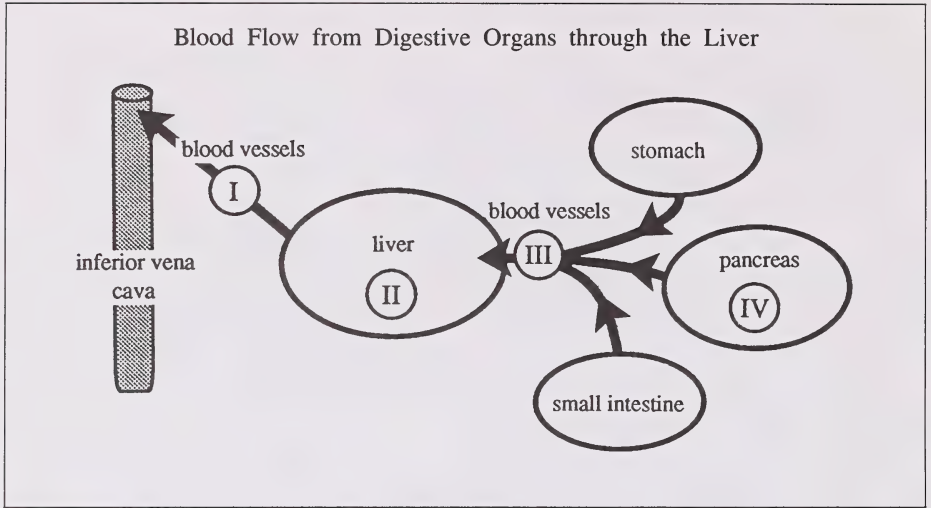 Blood Flow from Digestive Organs through the Liver
blood vessels
I
inferior vena
cava
liver
II
blood vessels
III
stomach
pancreas
IV
small intestine